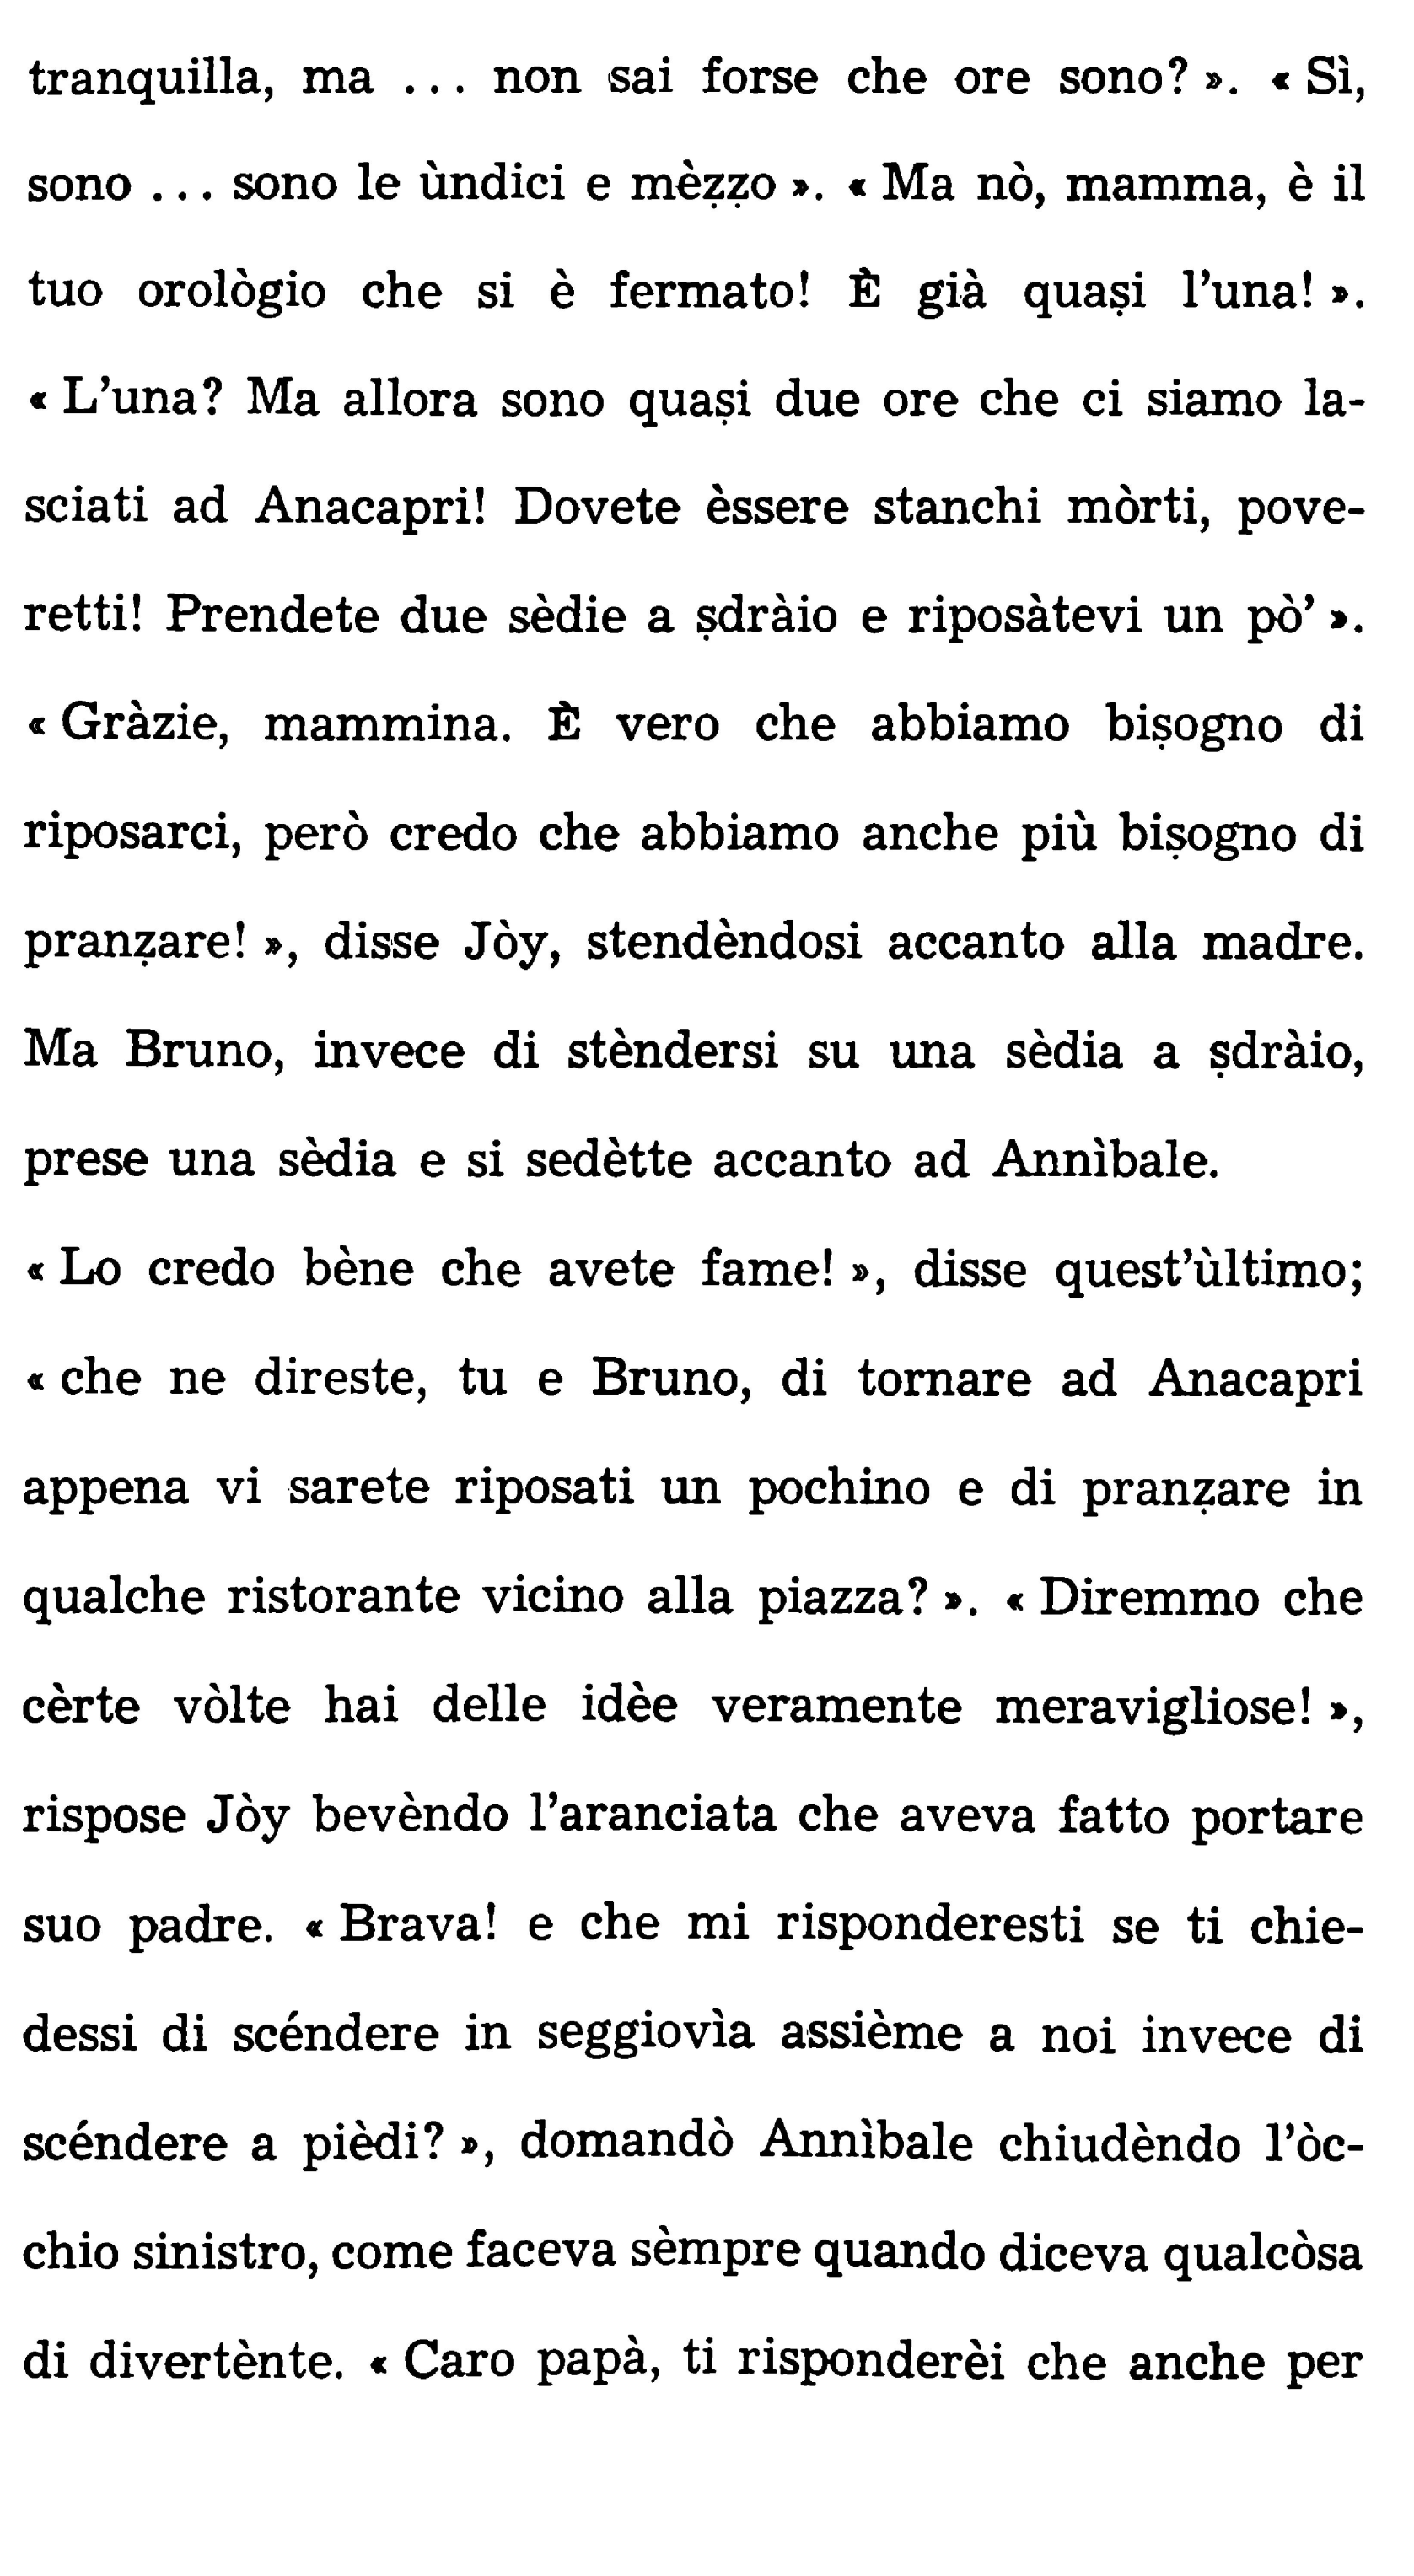 tranquilla, ma ... non sai forse che ore sono? ». « Sì,
sono ... sono le ùndici e mèẓẓo ». « Ma nò, mamma, è il
tuo orològio che si è fermato! È già quaṣi l'una! ».
« L'una? Ma allora sono quaṣi due ore che ci siamo la-
sciati ad Anacapri! Dovete èssere stanchi mòrti, pove-
retti! Prendete due sèdie a ṣdràio e riposàtevi un pò' ».
« Gràzie, mammina. È vero che abbiamo biṣogno di
riposarci, però credo che abbiamo anche più biṣogno di
pranẓare! », disse Jòy, stendèndosi accanto alla madre.
Ma Bruno, invece di stèndersi su una sèdia a ṣdràio,
prese una sèdia e si sedètte accanto ad Annìbale.
« Lo credo bène che avete fame! », disse quest'ùltimo;
« che ne direste, tu e Bruno, di tornare ad Anacapri
appena vi sarete riposati un pochino e di pranẓare in
qualche ristorante vicino alla piazza? ». « Diremmo che
cèrte vòlte hai delle idèe veramente meravigliose! »,
rispose Jòy bevèndo l'aranciata che aveva fatto portare
suo padre. « Brava! e che mi risponderesti se ti chie-
dessi di scéndere in seggiovìa assième a noi invece di
scéndere a pièdi? », domandò Annìbale chiudèndo l'òc-
chio sinistro, come faceva sèmpre quando diceva qualcòsa
di divertènte. « Caro papà, ti risponderèi che anche per